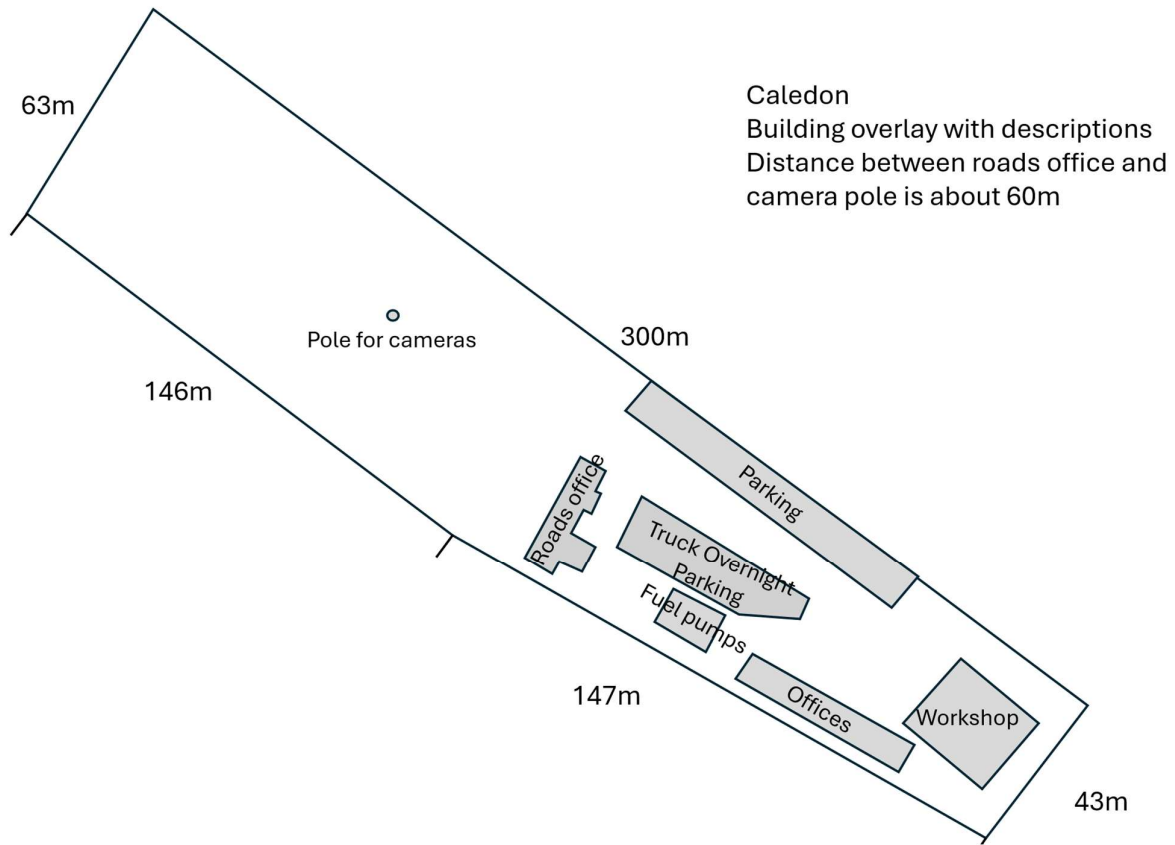 63m
Caledon
Building overlay with descriptions
Distance between roads office and
camera pole is about 60m
Pole for cameras
300m
146m
Parking
Roads office
Truck Overnight
Parking
Fuel pumps
147m
Offices
Workshop
43m